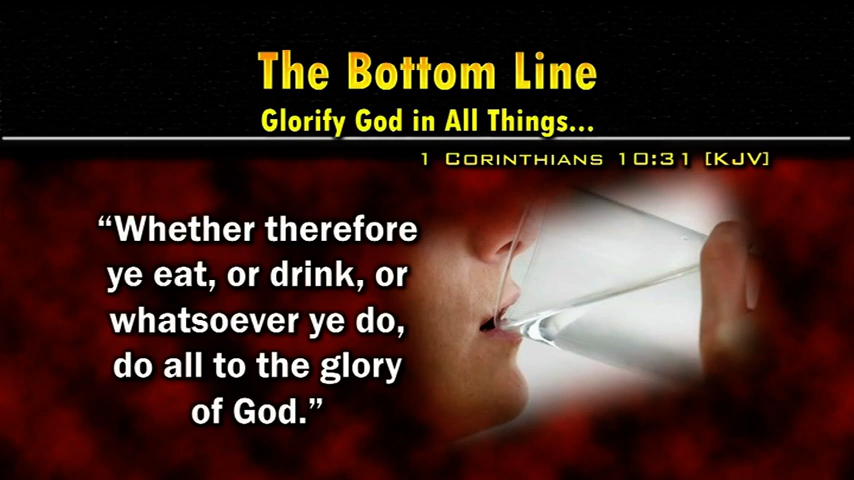 The Bottom Line
Glorify God in All Things...
1 Corinthians 10:31 [KJV]
“Whether therefore
ye eat, or drink, or
whatsoever ye do,
do all to the glory
of God.”